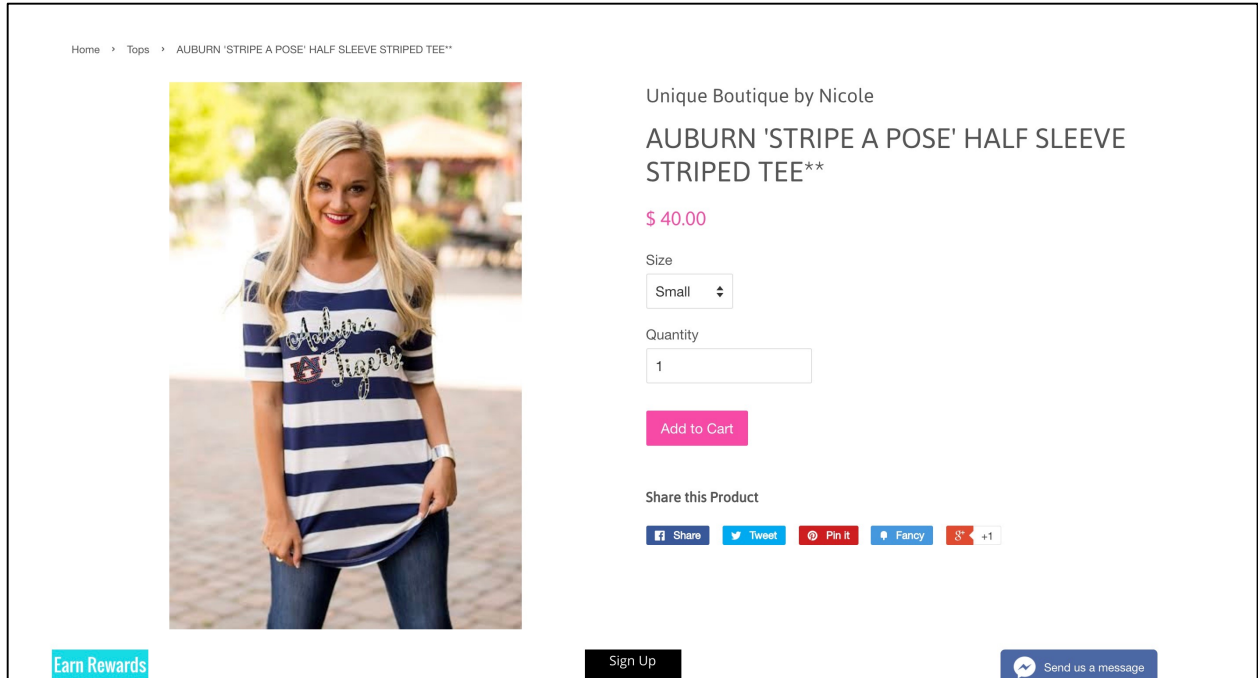 Home › Tops › AUBURN 'STRIPE A POSE' HALF SLEEVE STRIPED TEE**
Auburn
AU Tigers
Unique Boutique by Nicole
AUBURN 'STRIPE A POSE' HALF SLEEVE
STRIPED TEE**
$ 40.00
Size
Small
Quantity
1
Add to Cart
Share this Product
Share Tweet Pin it Fancy g+ +1
Earn Rewards
Sign Up
Send us a message